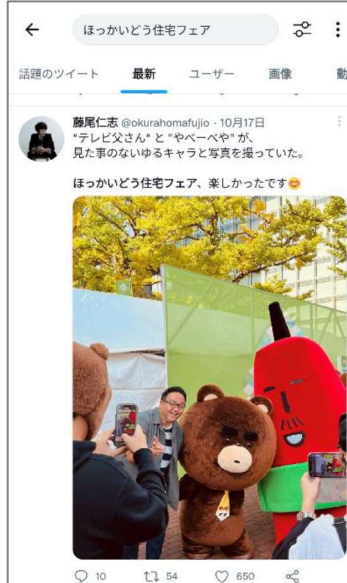 ほっかいどう住宅フェア
話題のツイート 最新 ユーザー 画像 動
藤尾仁志 @okurahomafujio · 10月17日
"テレビ父さん" と "やべーべや" が、
見た事のないゆるキャラと写真を撮っていた。
ほっかいどう住宅フェア、楽しかったです😊
10 54 650